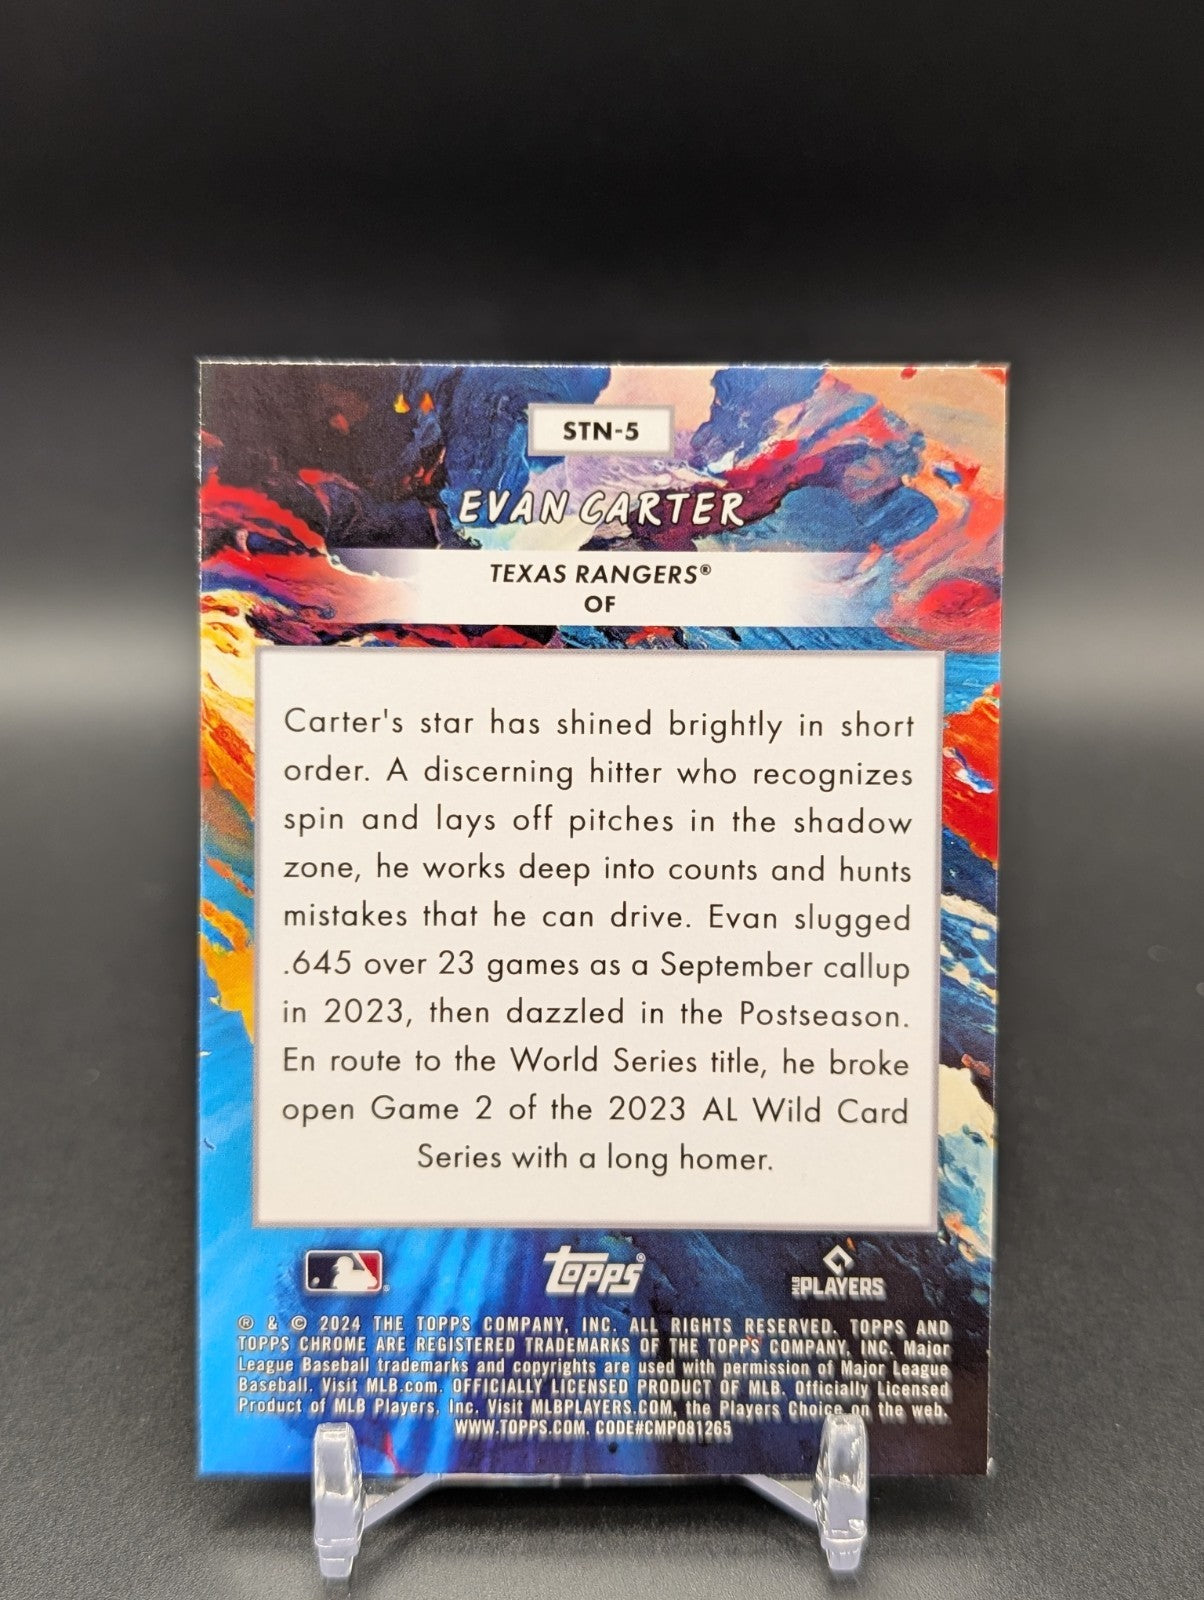 STN-5
EVAN CARTER
TEXAS RANGERS®
OF
Carter's star has shined brightly in short
order. A discerning hitter who recognizes
spin and lays off pitches in the shadow
zone, he works deep into counts and hunts
mistakes that he can drive. Evan slugged
.645 over 23 games as a September callup
in 2023, then dazzled in the Postseason.
En route to the World Series title, he broke
open Game 2 of the 2023 AL Wild Card
Series with a long homer.
topps®
MLB PLAYERS
® & © 2024 THE TOPPS COMPANY, INC. ALL RIGHTS RESERVED. TOPPS AND
TOPPS CHROME ARE REGISTERED TRADEMARKS OF THE TOPPS COMPANY, INC. Major
League Baseball trademarks and copyrights are used with permission of Major League
Baseball. Visit MLB.com. OFFICIALLY LICENSED PRODUCT OF MLB. Officially Licensed
Product of MLB Players, Inc. Visit MLBPLAYERS.COM, the Players Choice on the web.
WWW.TOPPS.COM. CODE#CMP081265